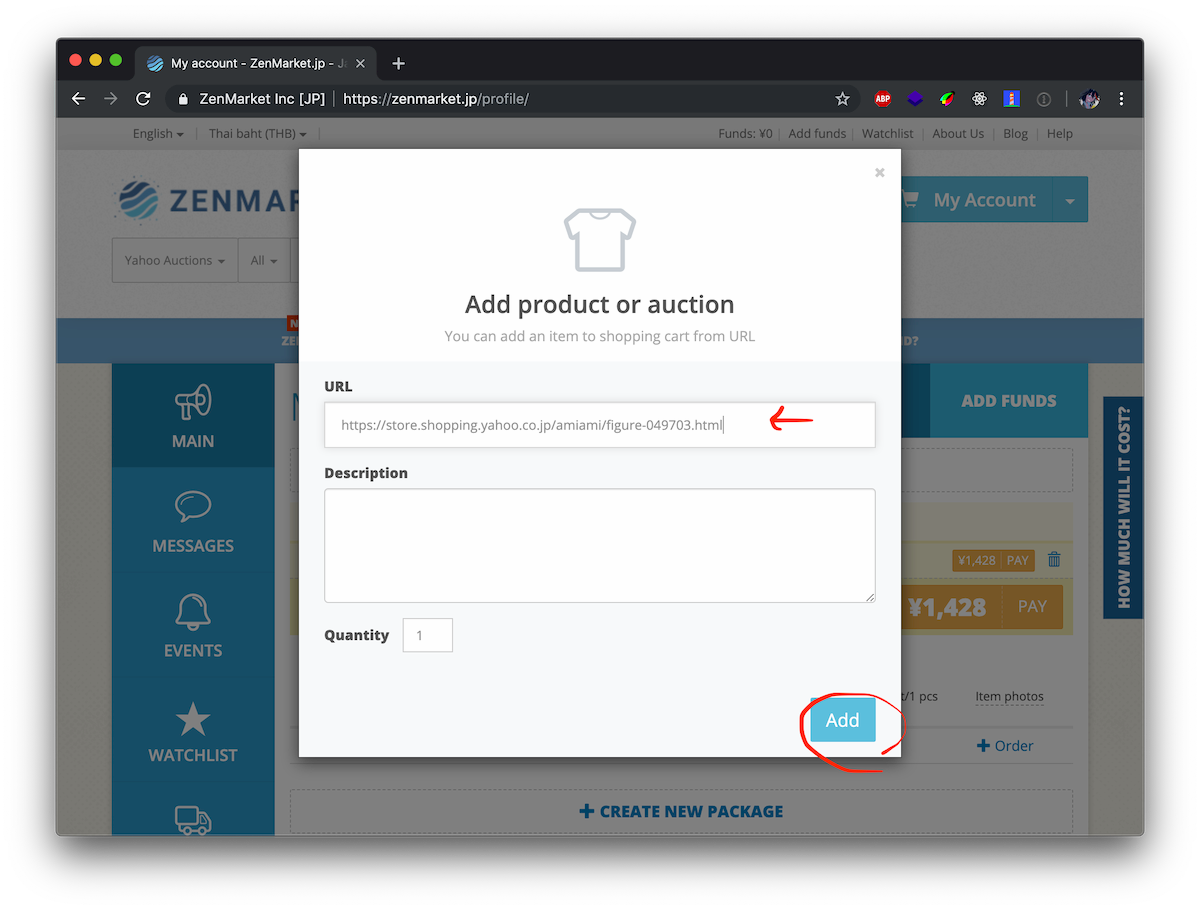 My account - ZenMarket.jp - Ja
ZenMarket Inc [JP] | https://zenmarket.jp/profile/
ABP
English
Thai baht (THB)
Funds: ¥0
Add funds
Watchlist
About Us
Blog
Help
ZENMAR
My Account
Yahoo Auctions
All
Add product or auction
You can add an item to shopping cart from URL
URL
https://store.shopping.yahoo.co.jp/amiami/figure-049703.html
Description
Quantity
1
Add
MAIN
MESSAGES
EVENTS
WATCHLIST
ADD FUNDS
HOW MUCH WILL IT COST?
¥1,428 PAY
¥1,428 PAY
/1 pcs
Item photos
+ Order
+ CREATE NEW PACKAGE